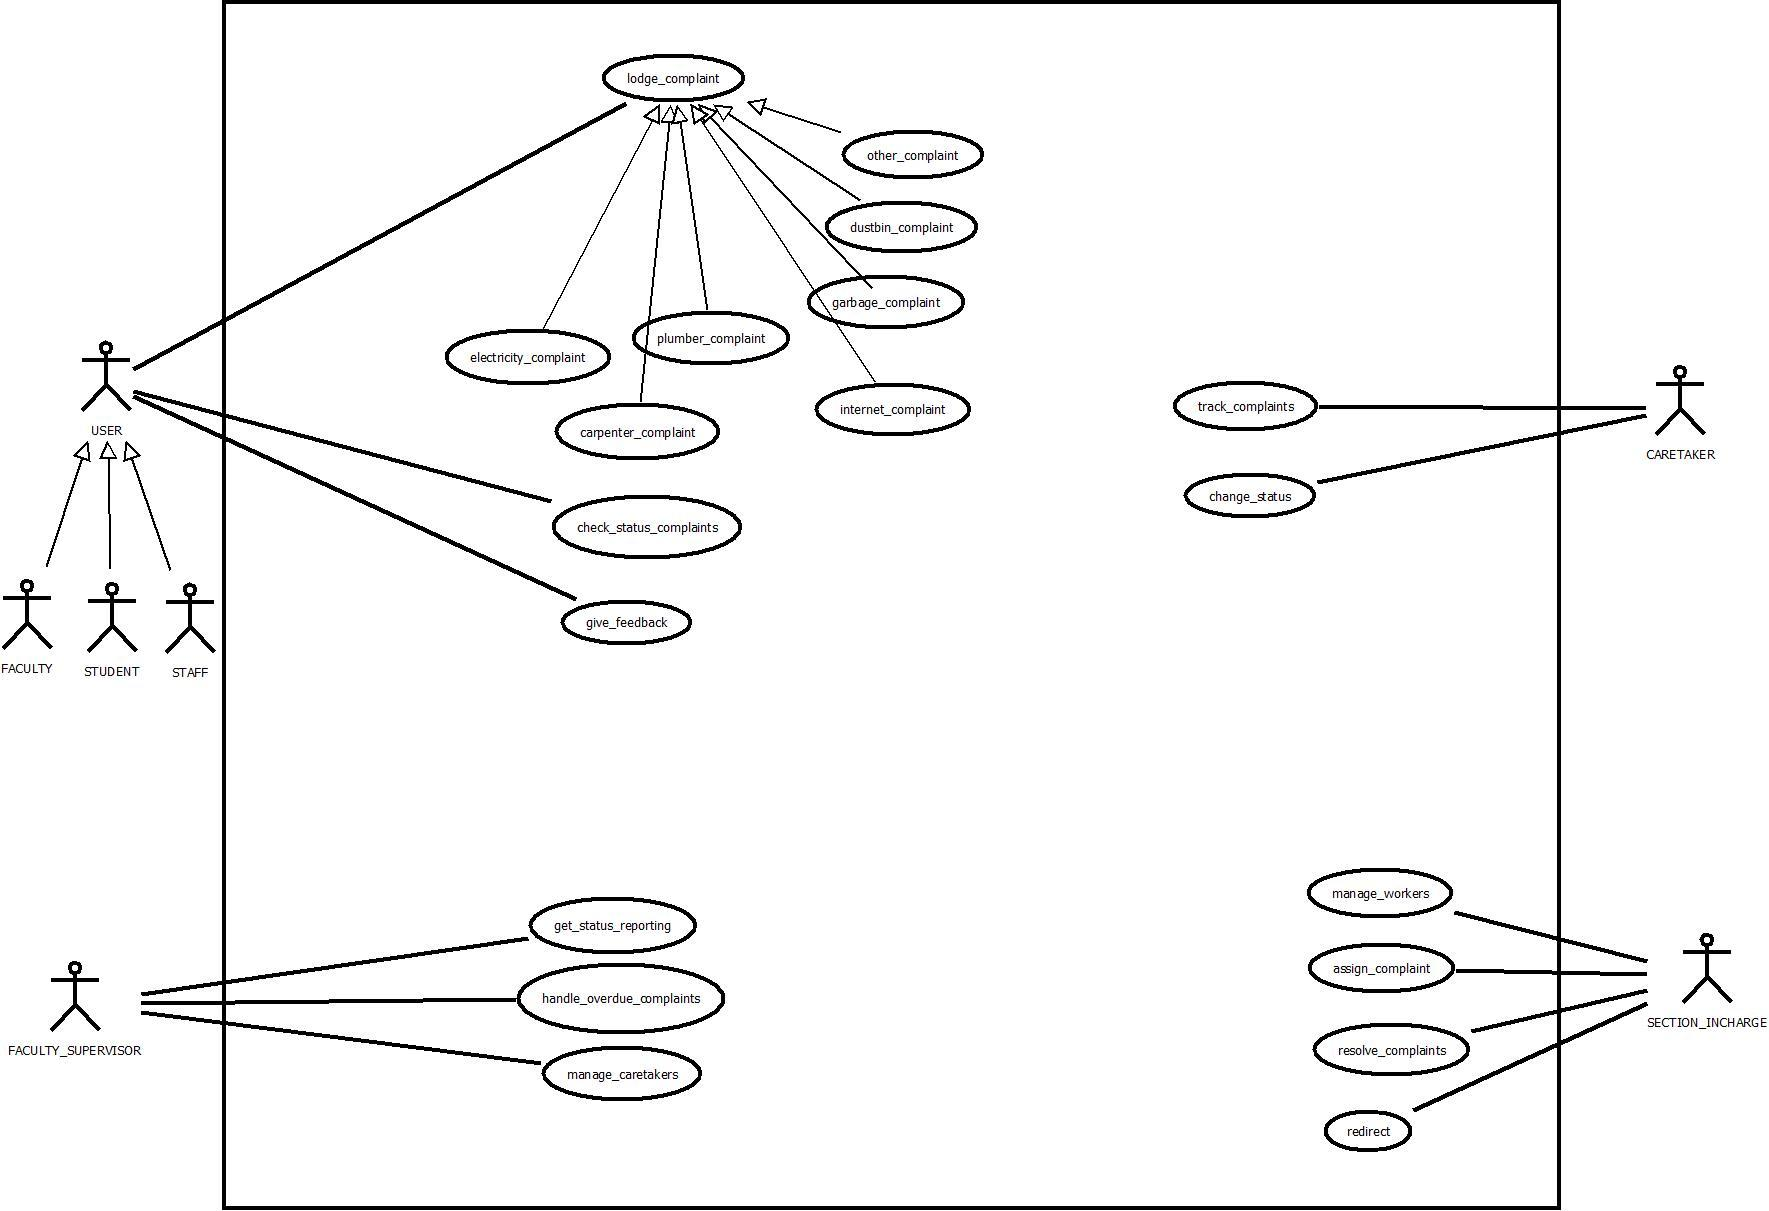 lodge_complaint
other_complaint
dustbin_complaint
garbage_complaint
plumber_complaint
electricity_complaint
internet_complaint
carpenter_complaint
track_complaints
USER
CARETAKER
change_status
check_status_complaints
give_feedback
FACULTY
STUDENT
STAFF
manage_workers
get_status_reporting
assign_complaint
handle_overdue_complaints
SECTION_INCHARGE
FACULTY_SUPERVISOR
resolve_complaints
manage_caretakers
redirect